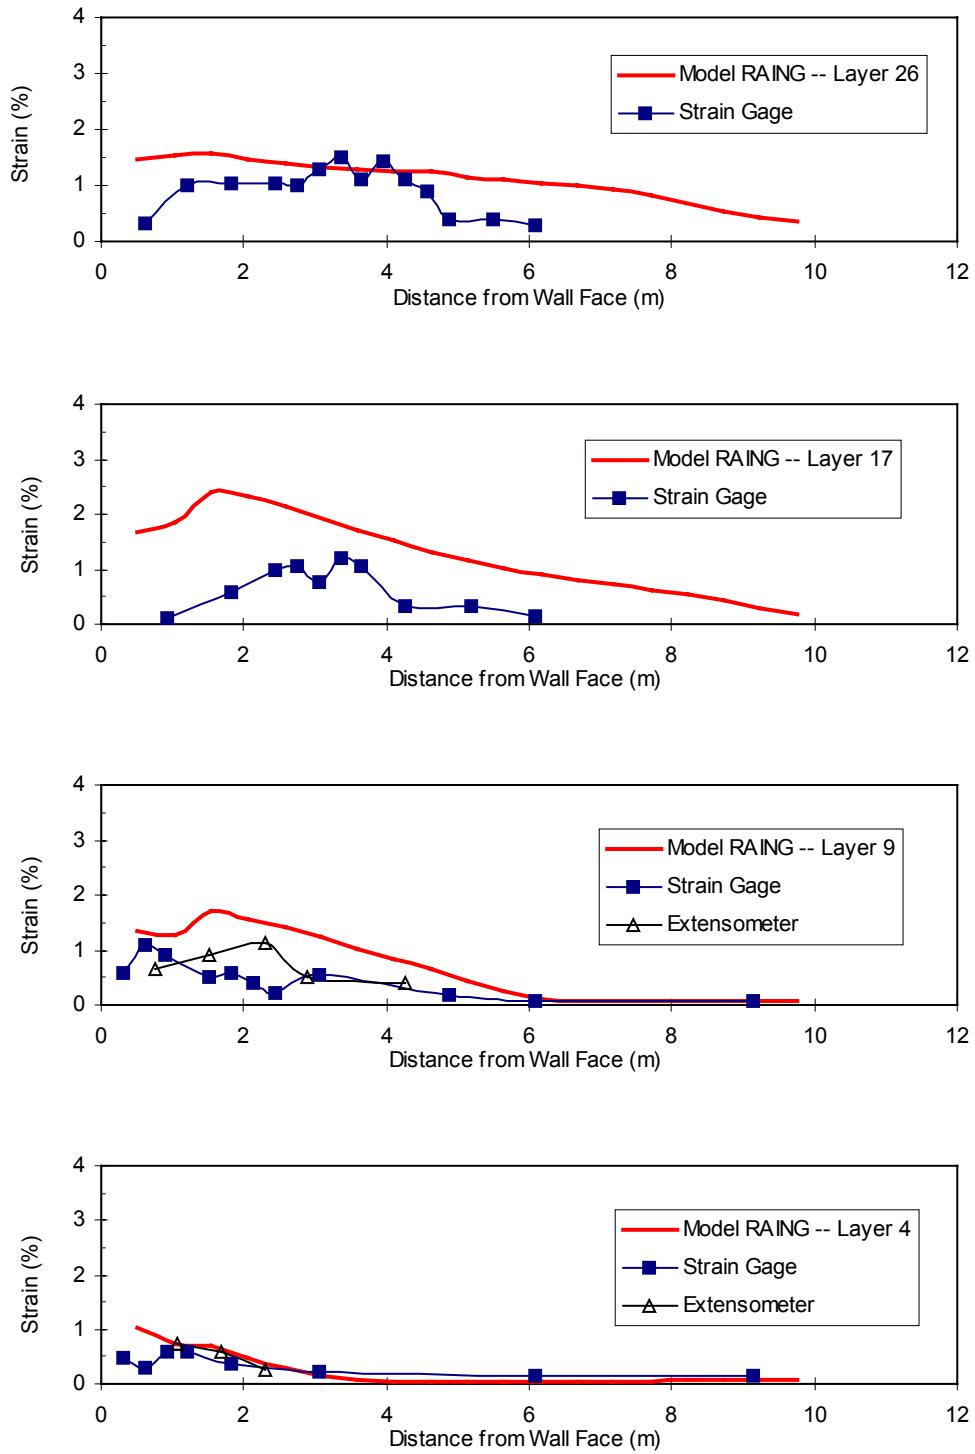 4
3
2
1
0
Strain (%)
Model RAING -- Layer 26
Strain Gage
0 2 4 6 8 10 12
Distance from Wall Face (m)
4
3
2
1
0
Strain (%)
Model RAING -- Layer 17
Strain Gage
0 2 4 6 8 10 12
Distance from Wall Face (m)
4
3
2
1
0
Strain (%)
Model RAING -- Layer 9
Strain Gage
Extensometer
0 2 4 6 8 10 12
Distance from Wall Face (m)
4
3
2
1
0
Strain (%)
Model RAING -- Layer 4
Strain Gage
Extensometer
0 2 4 6 8 10 12
Distance from Wall Face (m)